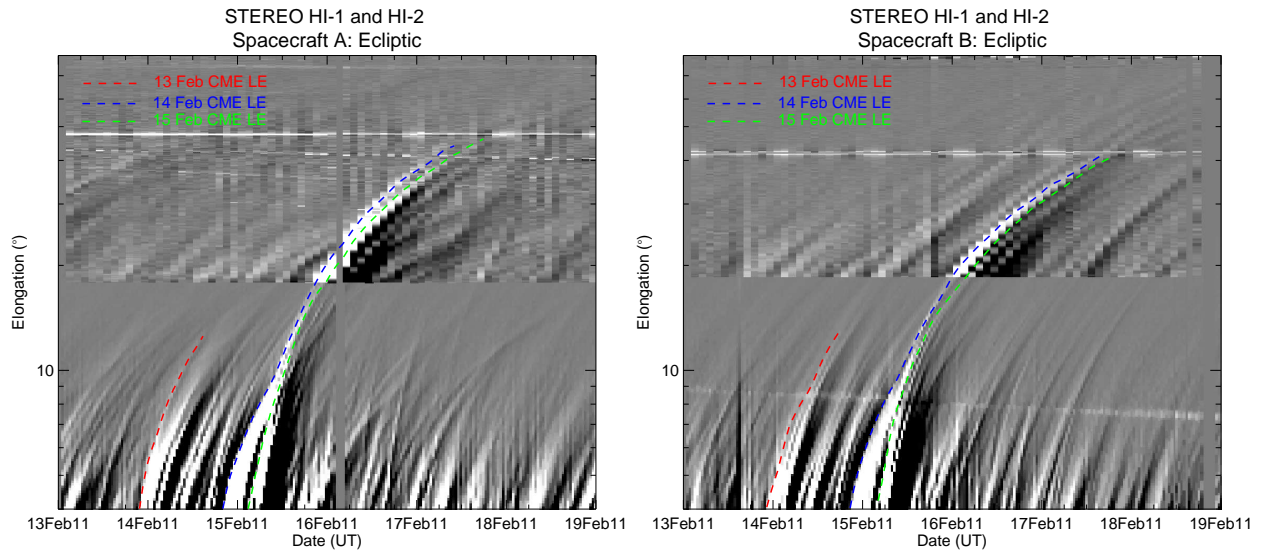 STEREO HI-1 and HI-2
Spacecraft A: Ecliptic
13 Feb CME LE
14 Feb CME LE
15 Feb CME LE
Elongation (°)
10
13Feb11 14Feb11 15Feb11 16Feb11 17Feb11 18Feb11 19Feb11
Date (UT)
STEREO HI-1 and HI-2
Spacecraft B: Ecliptic
13 Feb CME LE
14 Feb CME LE
15 Feb CME LE
Elongation (°)
10
13Feb11 14Feb11 15Feb11 16Feb11 17Feb11 18Feb11 19Feb11
Date (UT)